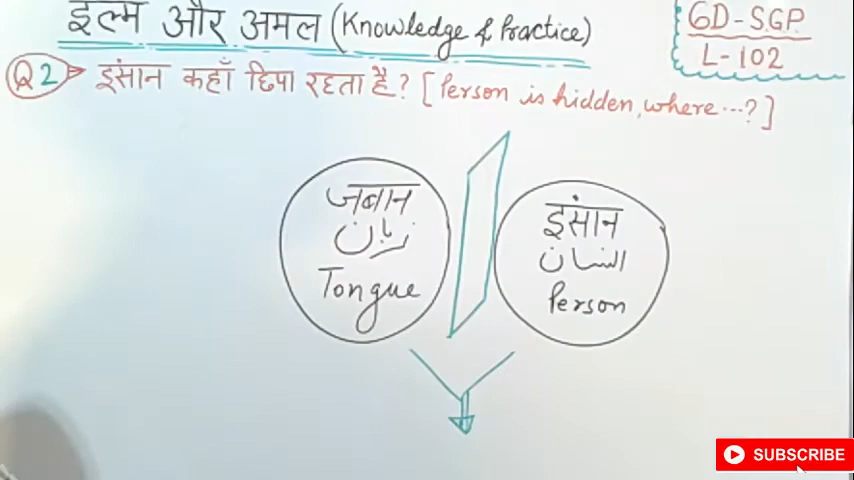 इल्म और अमल (Knowledge & Practice)
GD-SGP
L-102
Q2 इंसान कहाँ छिपा रहता है? [Person is hidden, where...?]
जबान
زبان
Tongue
इंसान
انسان
Person
SUBSCRIBE